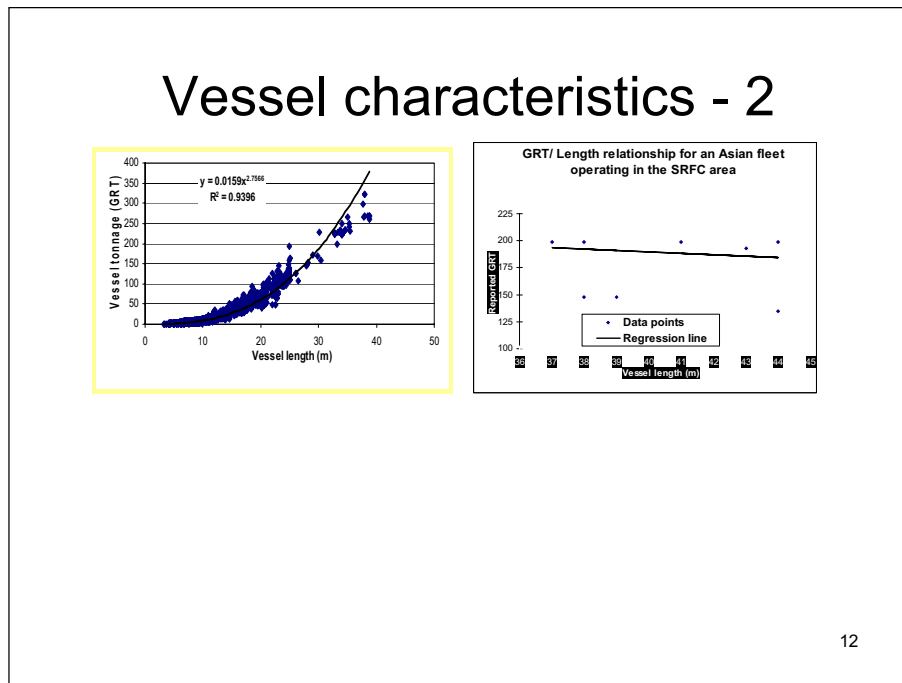 Vessel characteristics - 2
400
350
300
250
200
150
100
50
0
Vessel tonnage (GRT)
y = 0.0159x^2.7566
R² = 0.9396
0 10 20 30 40 50
Vessel length (m)
GRT/ Length relationship for an Asian fleet
operating in the SRFC area
225
200
175
150
125
100
Reported GRT
Data points
Regression line
36 37 38 39 40 41 42 43 44 45
Vessel length (m)
12